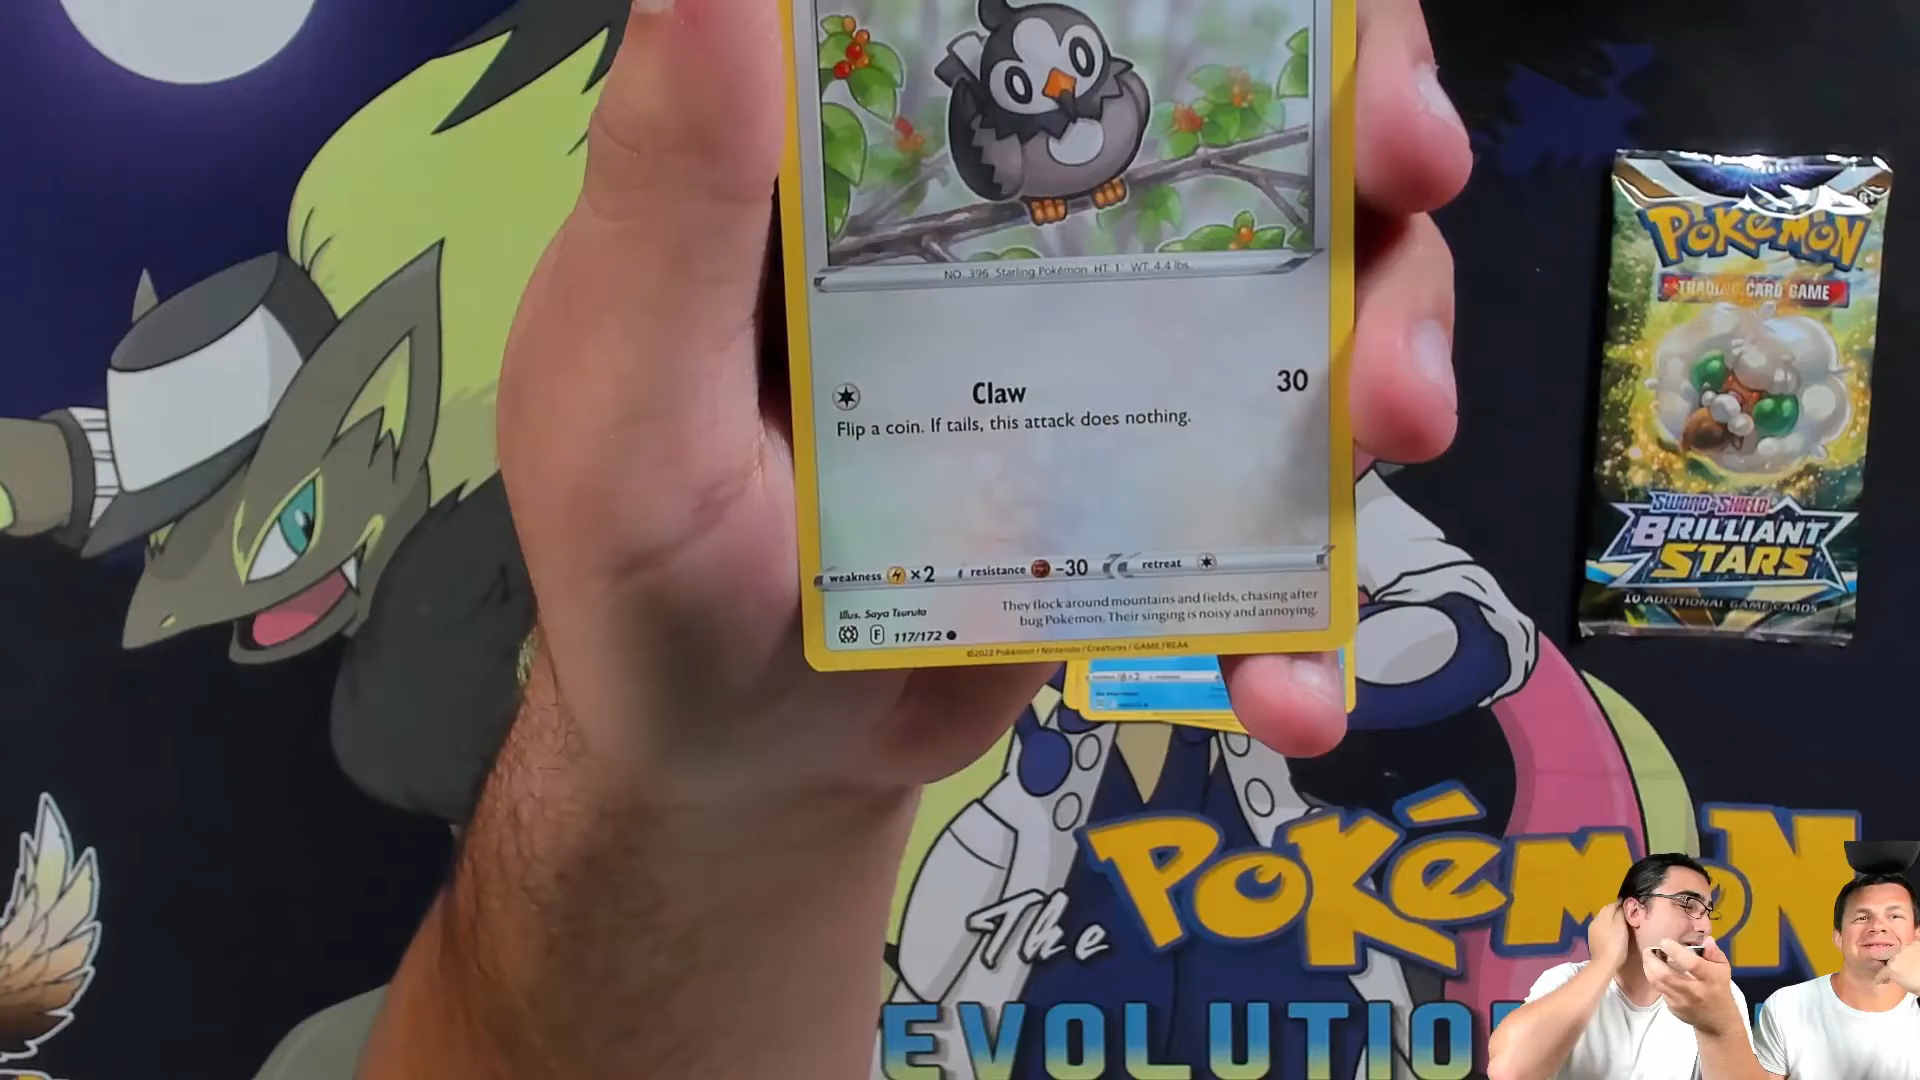 NO. 396 Starling Pokémon HT: 1' WT: 4.4 lbs.
Claw 30
Flip a coin. If tails, this attack does nothing.
weakness ×2 resistance -30 retreat
Illus. Saya Tsuruta
They flock around mountains and fields, chasing after
bug Pokémon. Their singing is noisy and annoying.
F 117/172
©2022 Pokémon / Nintendo / Creatures / GAME FREAK
POKéMON
TRADING CARD GAME
SWORD & SHIELD
BRILLIANT
STARS
10 ADDITIONAL GAME CARDS
The POKéMON
EVOLUTIO